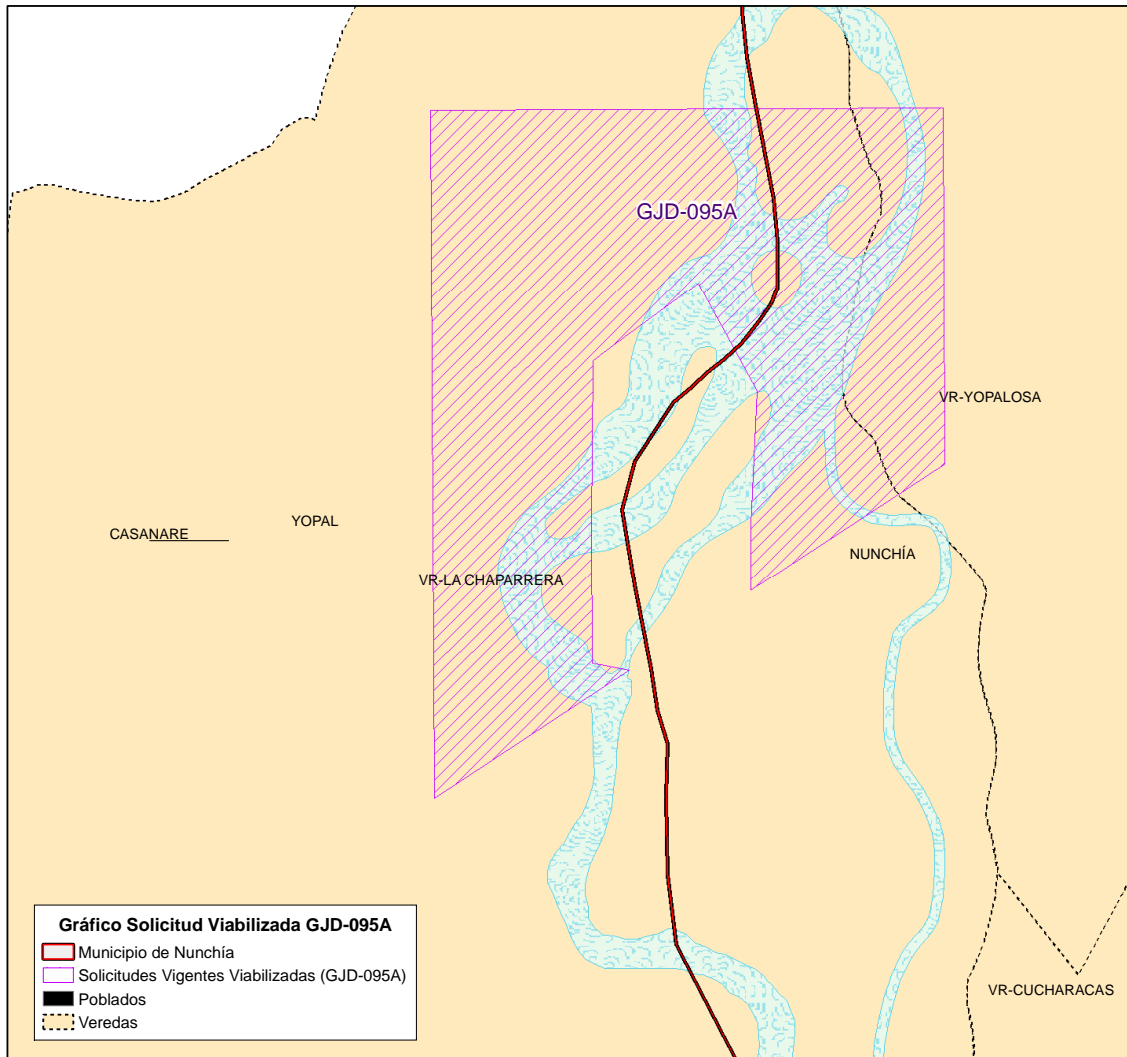 GJD-095A
VR-YOPALOSA
YOPAL
CASANARE
NUNCHÍA
VR-LA CHAPARRERA
VR-CUCHARACAS
Gráfico Solicitud Viabilizada GJD-095A
Municipio de Nunchía
Solicitudes Vigentes Viabilizadas (GJD-095A)
Poblados
Veredas